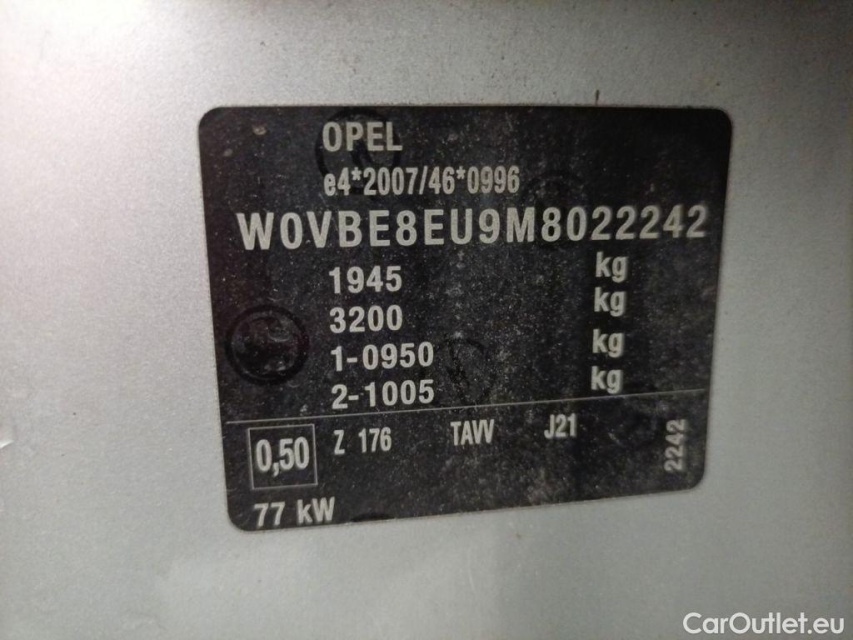 OPEL
e4*2007/46*0996
W0VBE8EU9M8022242
1945 kg
3200 kg
1-0950 kg
2-1005 kg
0,50 Z 176 TAW J21
2242
77 kW
CarOutlet.eu